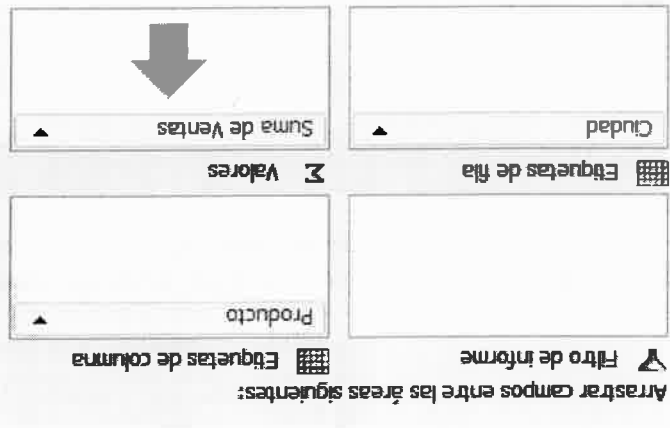 Arrastrar campos entre las áreas siguientes:
Filtro de informe
Etiquetas de columna
Producto
Etiquetas de fila
Σ Valores
Ciudad
Suma de Ventas